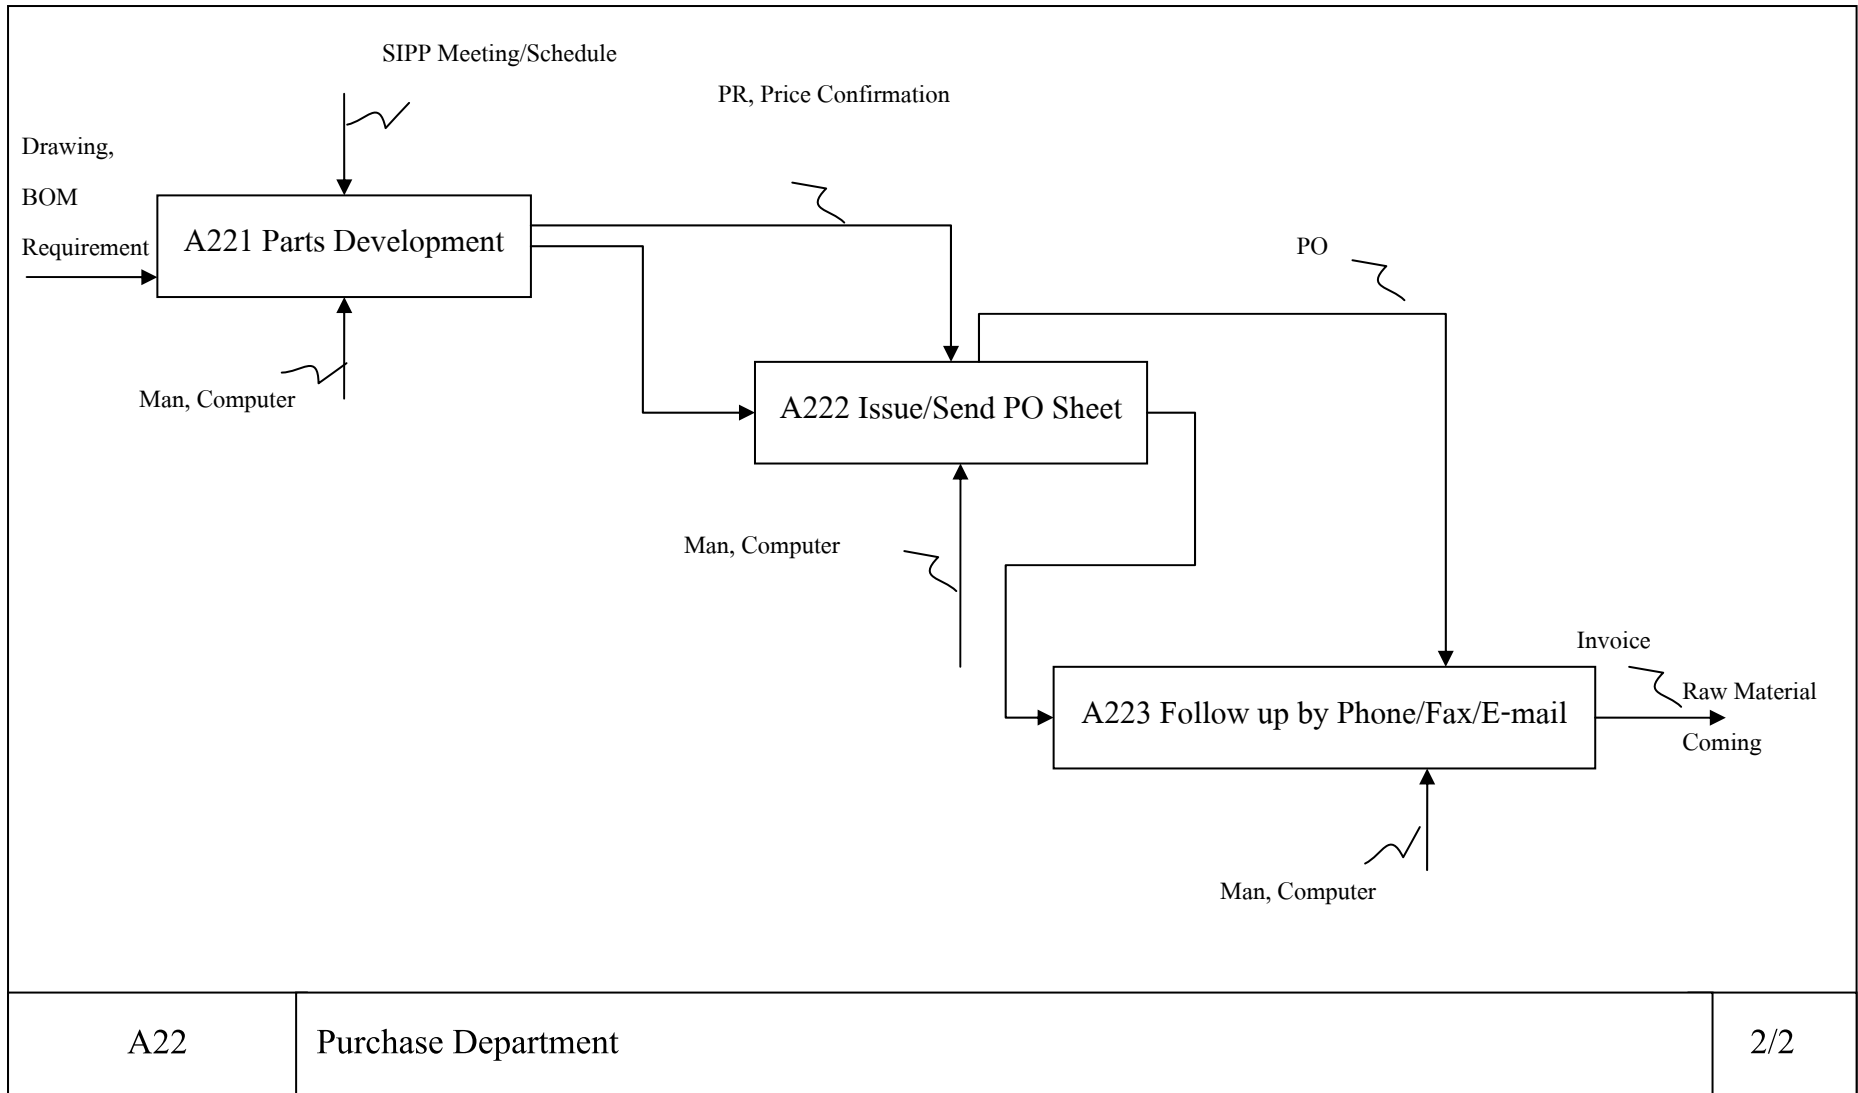 SIPP Meeting/Schedule
PR, Price Confirmation
Drawing,
BOM
Requirement
A221 Parts Development
PO
Man, Computer
A222 Issue/Send PO Sheet
Man, Computer
Invoice
Raw Material
A223 Follow up by Phone/Fax/E-mail
Coming
Man, Computer
A22
Purchase Department
2/2